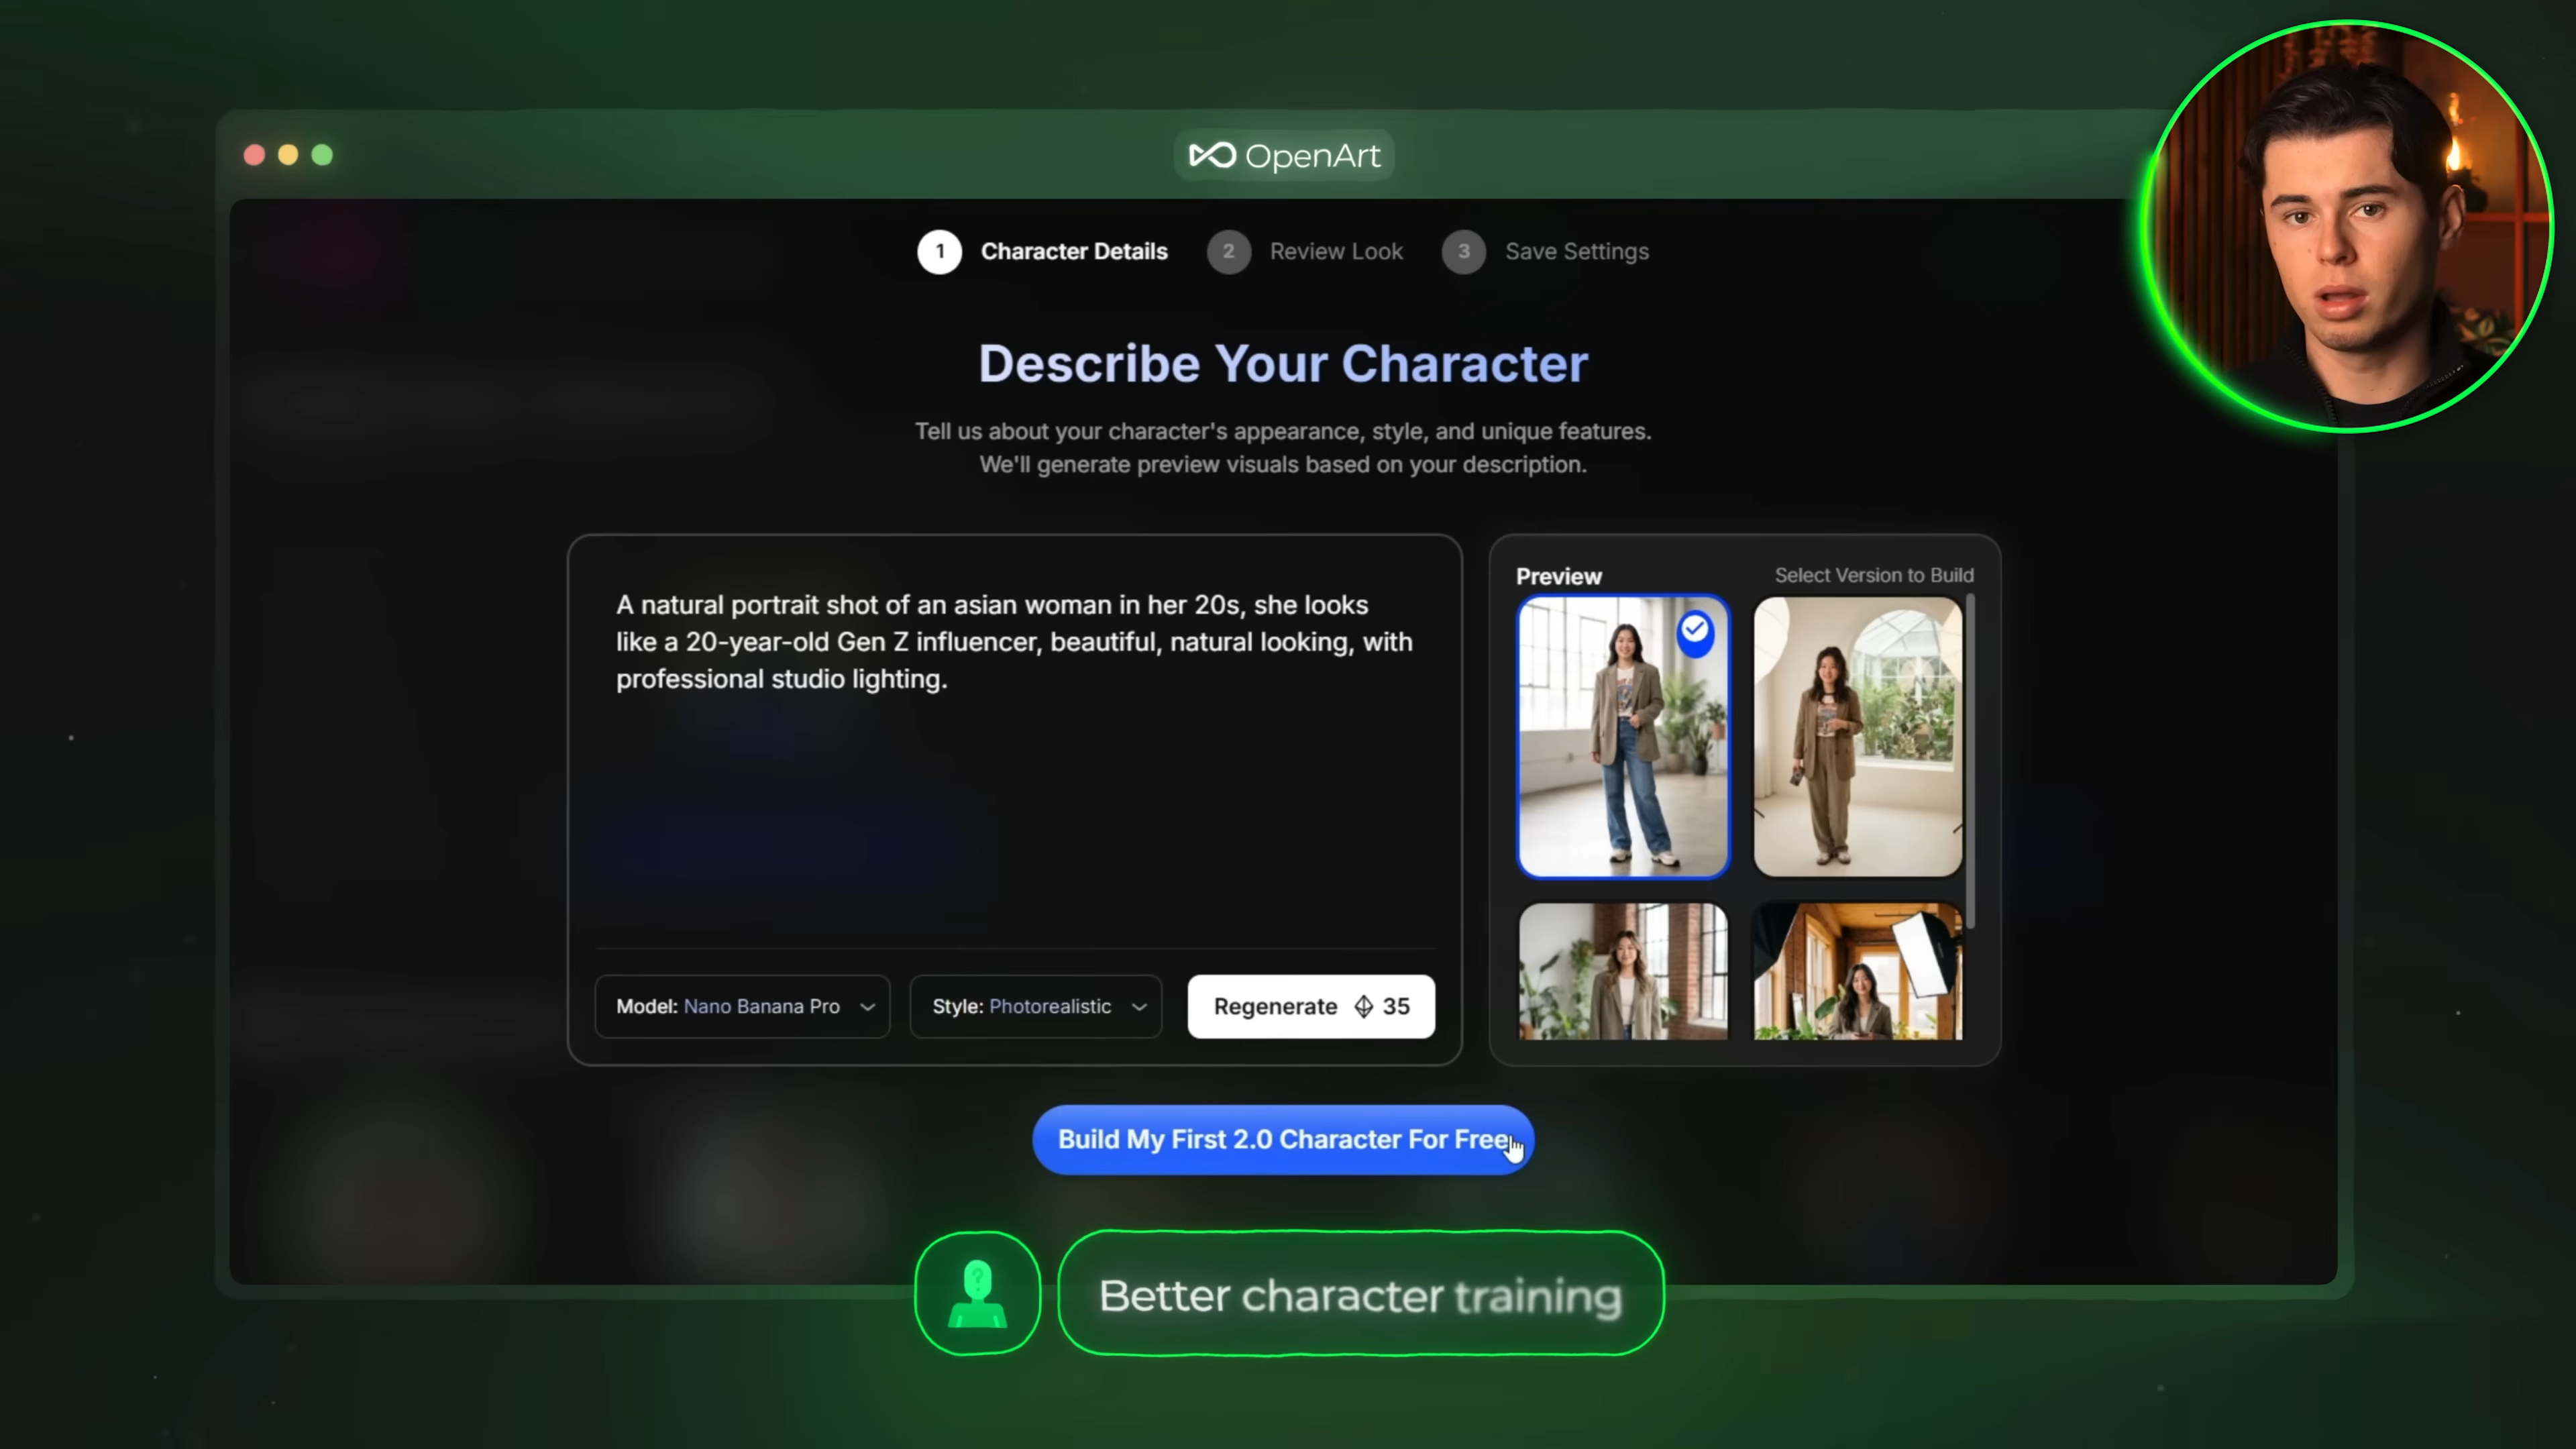 OpenArt
1 Character Details 2 Review Look 3 Save Settings
Describe Your Character
Tell us about your character's appearance, style, and unique features.
We'll generate preview visuals based on your description.
A natural portrait shot of an asian woman in her 20s, she looks
like a 20-year-old Gen Z influencer, beautiful, natural looking, with
professional studio lighting.
Model: Nano Banana Pro
Style: Photorealistic
Regenerate 35
Preview
Select Version to Build
Build My First 2.0 Character For Free
?
Better character training